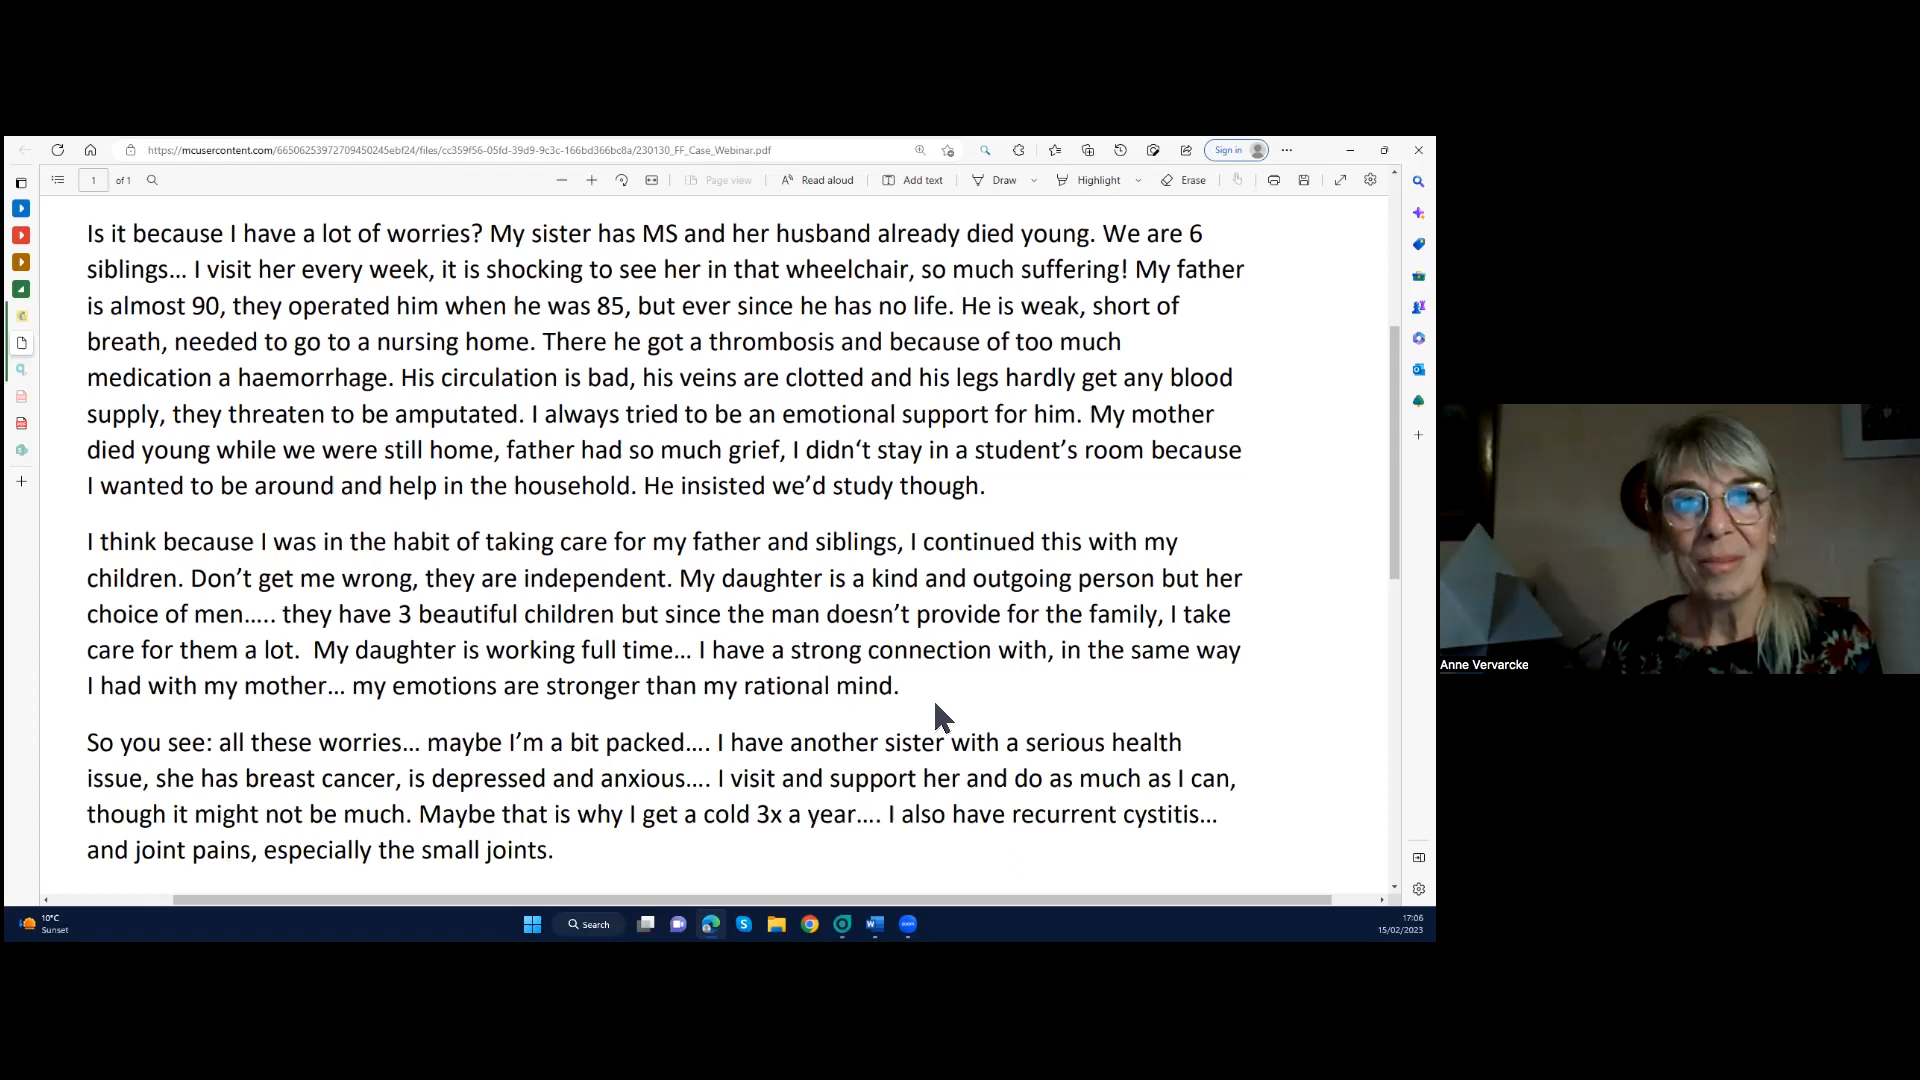 https://mcusercontent.com/66506253972709450245ebf24/files/cc359f56-05fd-39d9-9c3c-166bd366bc8a/230130_FF_Case_Webinar.pdf
Sign in
1 of 1
Page view
Read aloud
Add text
Draw
Highlight
Erase
Is it because I have a lot of worries? My sister has MS and her husband already died young. We are 6
siblings... I visit her every week, it is shocking to see her in that wheelchair, so much suffering! My father
is almost 90, they operated him when he was 85, but ever since he has no life. He is weak, short of
breath, needed to go to a nursing home. There he got a thrombosis and because of too much
medication a haemorrhage. His circulation is bad, his veins are clotted and his legs hardly get any blood
supply, they threaten to be amputated. I always tried to be an emotional support for him. My mother
died young while we were still home, father had so much grief, I didn‘t stay in a student’s room because
I wanted to be around and help in the household. He insisted we’d study though.
I think because I was in the habit of taking care for my father and siblings, I continued this with my
children. Don’t get me wrong, they are independent. My daughter is a kind and outgoing person but her
choice of men….. they have 3 beautiful children but since the man doesn’t provide for the family, I take
care for them a lot.  My daughter is working full time… I have a strong connection with, in the same way
I had with my mother… my emotions are stronger than my rational mind.
So you see: all these worries… maybe I’m a bit packed…. I have another sister with a serious health
issue, she has breast cancer, is depressed and anxious…. I visit and support her and do as much as I can,
though it might not be much. Maybe that is why I get a cold 3x a year…. I also have recurrent cystitis…
and joint pains, especially the small joints.
Anne Vervarcke
10°C
Sunset
Search
17:06
15/02/2023